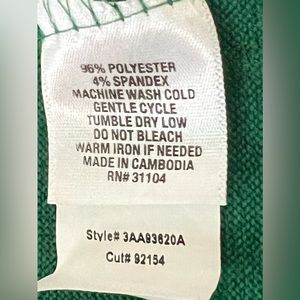 96% POLYESTER
4% SPANDEX
MACHINE WASH COLD
GENTLE CYCLE
TUMBLE DRY LOW
DO NOT BLEACH
WARM IRON IF NEEDED
MADE IN CAMBODIA
RN# 31104
Style# 3AA93620A
Cut# 92154